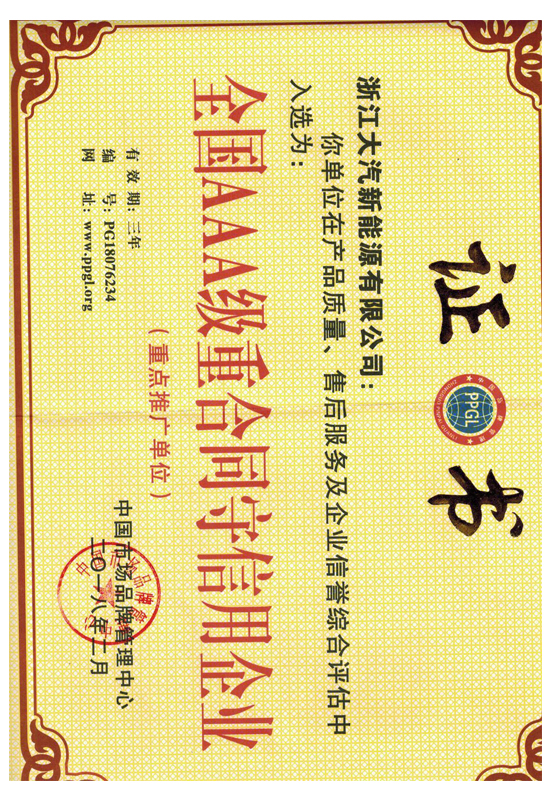 证书
PPGL
浙江大汽新能源有限公司：
你单位在产品质量、售后服务及企业信誉综合评估中
入选为：
全国AAA级重合同守信用企业
（重点推广单位）
有效期：三年
编号：PG18076234
网址：www.ppgl.org
中国市场品牌管理中心
二〇一八年二月